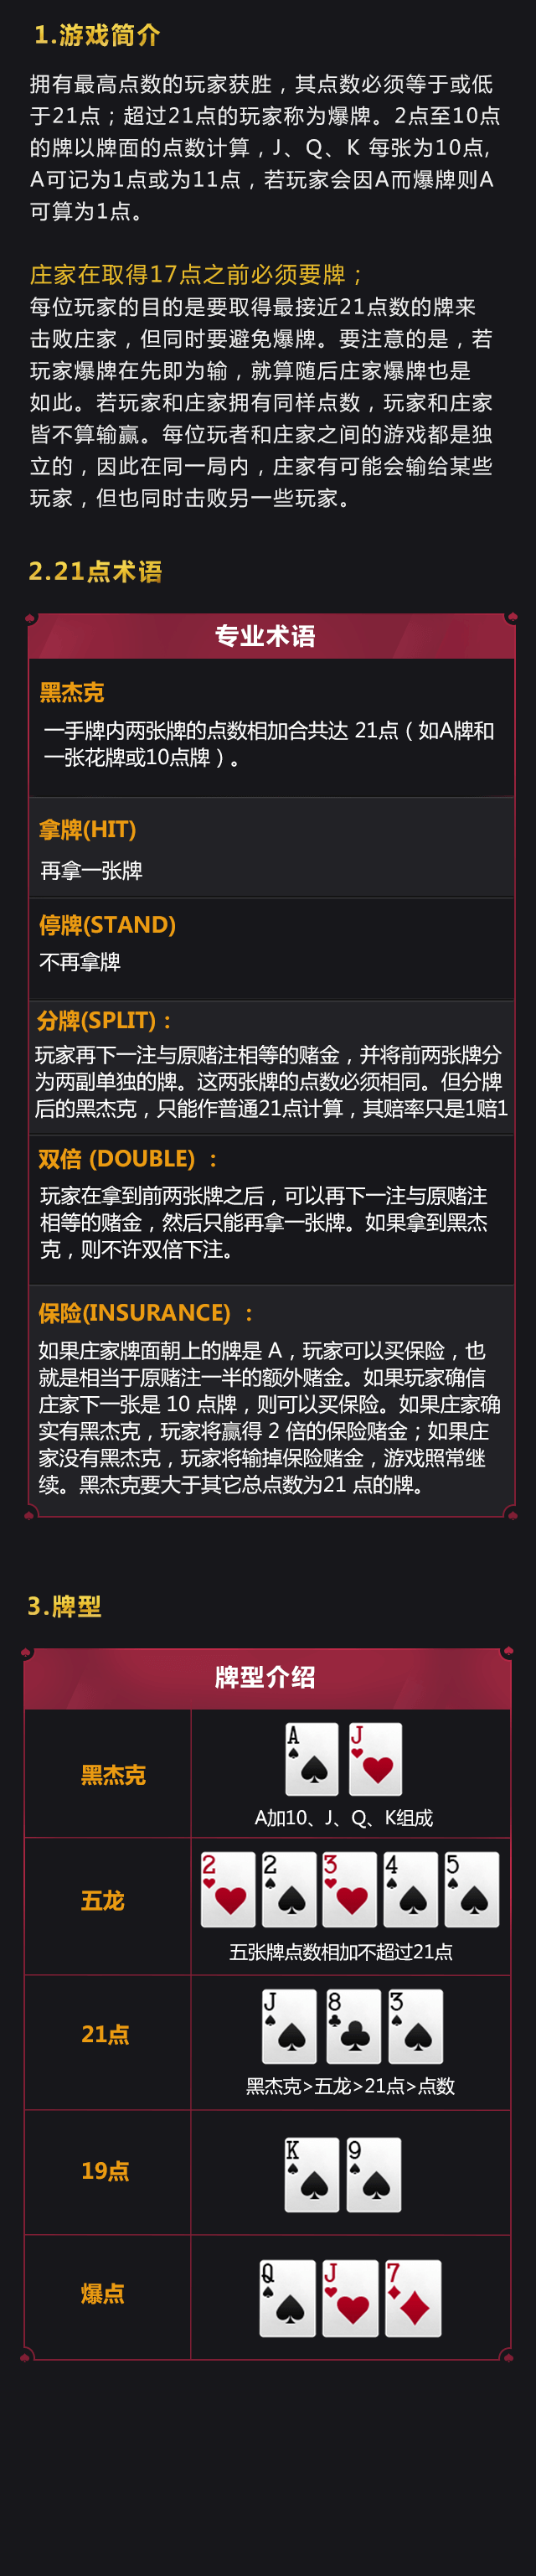 1.游戏简介
拥有最高点数的玩家获胜，其点数必须等于或低
于21点；超过21点的玩家称为爆牌。2点至10点
的牌以牌面的点数计算，J、Q、K 每张为10点,
A可记为1点或为11点，若玩家会因A而爆牌则A
可算为1点。
庄家在取得17点之前必须要牌；
每位玩家的目的是要取得最接近21点数的牌来
击败庄家，但同时要避免爆牌。要注意的是，若
玩家爆牌在先即为输，就算随后庄家爆牌也是
如此。若玩家和庄家拥有同样点数，玩家和庄家
皆不算输赢。每位玩者和庄家之间的游戏都是独
立的，因此在同一局内，庄家有可能会输给某些
玩家，但也同时击败另一些玩家。
2.21点术语
专业术语
黑杰克
一手牌内两张牌的点数相加合共达 21点（如A牌和
一张花牌或10点牌）。
拿牌(HIT)
再拿一张牌
停牌(STAND)
不再拿牌
分牌(SPLIT)：
玩家再下一注与原赌注相等的赌金，并将前两张牌分
为两副单独的牌。这两张牌的点数必须相同。但分牌
后的黑杰克，只能作普通21点计算，其赔率只是1赔1
双倍 (DOUBLE) ：
玩家在拿到前两张牌之后，可以再下一注与原赌注
相等的赌金，然后只能再拿一张牌。如果拿到黑杰
克，则不许双倍下注。
保险(INSURANCE) ：
如果庄家牌面朝上的牌是 A，玩家可以买保险，也
就是相当于原赌注一半的额外赌金。如果玩家确信
庄家下一张是 10 点牌，则可以买保险。如果庄家确
实有黑杰克，玩家将赢得 2 倍的保险赌金；如果庄
家没有黑杰克，玩家将输掉保险赌金，游戏照常继
续。黑杰克要大于其它总点数为21 点的牌。
3.牌型
牌型介绍
黑杰克
A J
A加10、J、Q、K组成
五龙
2 2 3 4 5
五张牌点数相加不超过21点
21点
J 8 3
黑杰克>五龙>21点>点数
19点
K 9
爆点
Q J 7